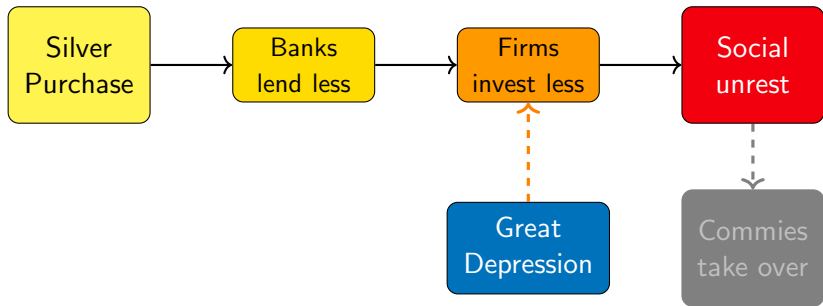 Silver
Purchase
Banks
lend less
Firms
invest less
Social
unrest
Great
Depression
Commies
take over